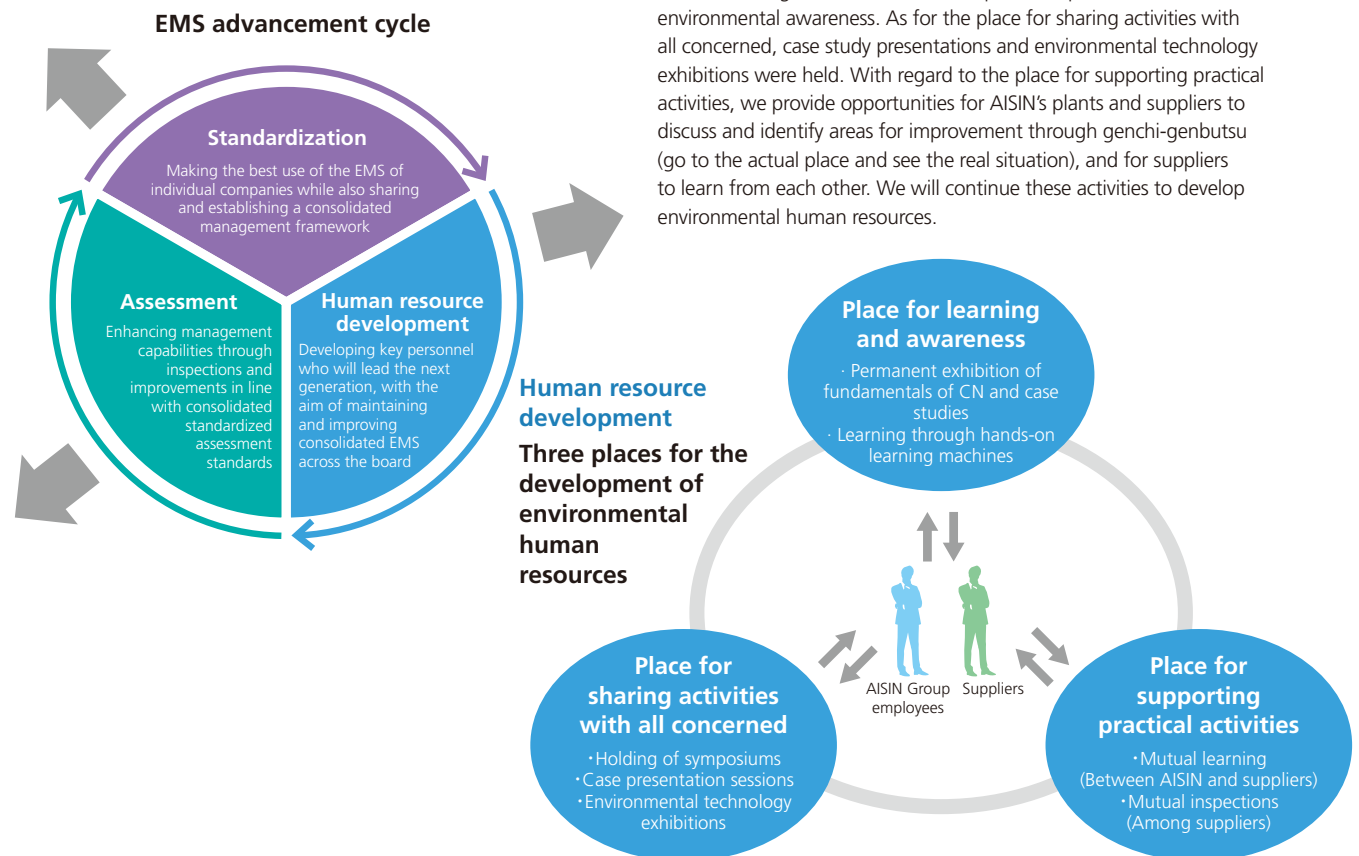 EMS advancement cycle
Standardization
Making the best use of the EMS of
individual companies while also sharing
and establishing a consolidated
management framework
Assessment
Enhancing management
capabilities through
inspections and
improvements in line
with consolidated
standardized
assessment
standards
Human resource
development
Developing key personnel
who will lead the next
generation, with the
aim of maintaining
and improving
consolidated EMS
across the board
environmental awareness. As for the place for sharing activities with
all concerned, case study presentations and environmental technology
exhibitions were held. With regard to the place for supporting practical
activities, we provide opportunities for AISIN's plants and suppliers to
discuss and identify areas for improvement through genchi-genbutsu
(go to the actual place and see the real situation), and for suppliers
to learn from each other. We will continue these activities to develop
environmental human resources.
Human resource
development
Three places for the
development of
environmental
human
resources
Place for learning
and awareness
· Permanent exhibition of
fundamentals of CN and case
studies
· Learning through hands-on
learning machines
AISIN Group
employees
Suppliers
Place for
sharing activities
with all concerned
・Holding of symposiums
・Case presentation sessions
・Environmental technology
exhibitions
Place for
supporting
practical activities
・Mutual learning
(Between AISIN and suppliers)
・Mutual inspections
(Among suppliers)